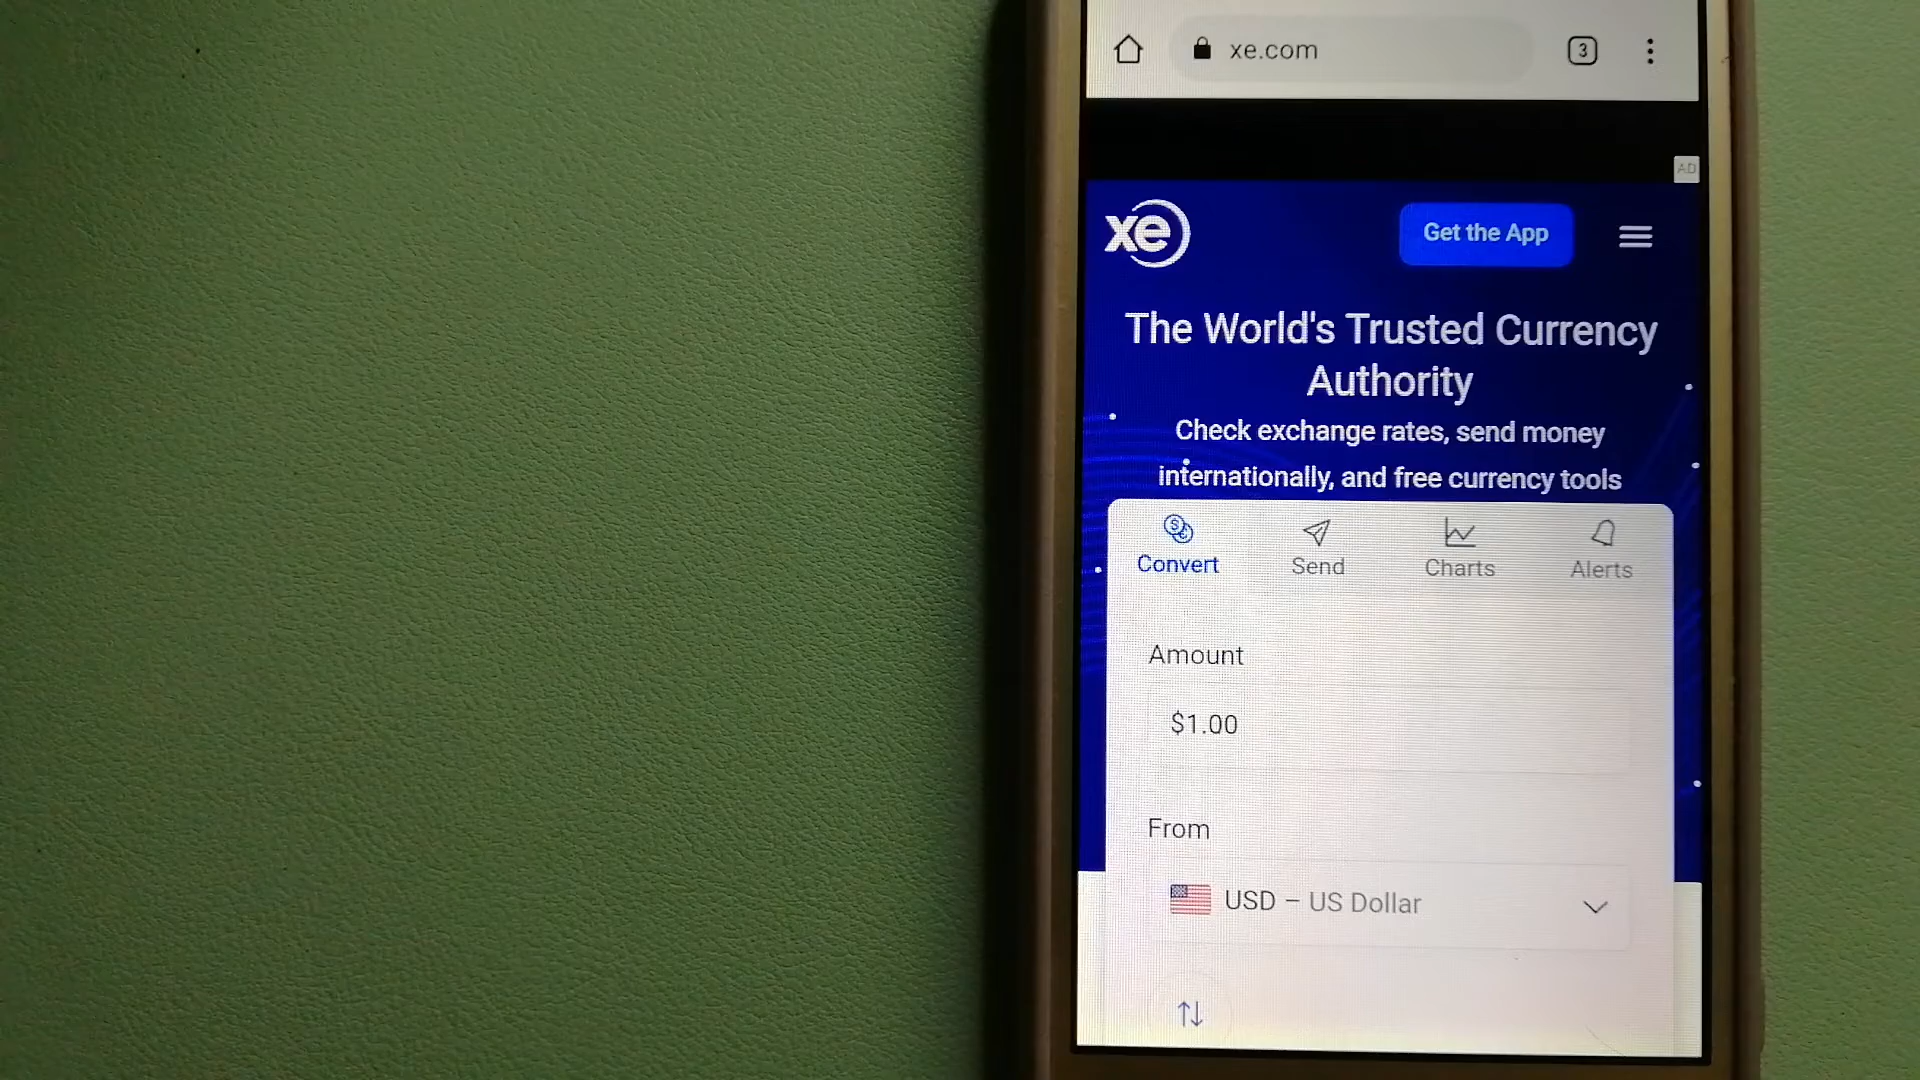 xe.com
3
AD
xe
Get the App
The World's Trusted Currency
Authority
Check exchange rates, send money
internationally, and free currency tools
Convert
Send
Charts
Alerts
Amount
$1.00
From
USD – US Dollar